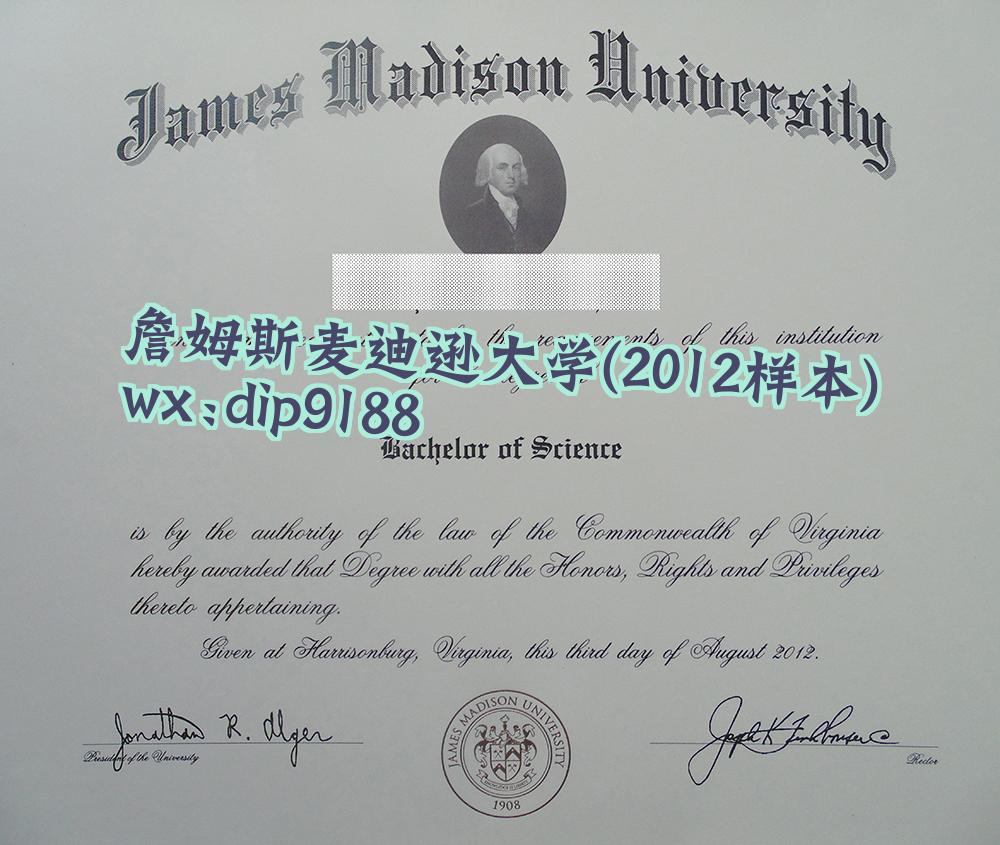 James Madison University
the requirements of this institution
詹姆斯麦迪逊大学(2012样本)
wx:dip9188
Bachelor of Science
is by the authority of the law of the Commonwealth of Virginia
hereby awarded that Degree with all the Honors, Rights and Privileges
thereto appertaining.
Given at Harrisonburg, Virginia, this third day of August 2012.
Jonathan R. Alger
President of the University
JAMES MADISON UNIVERSITY
1908
Rector